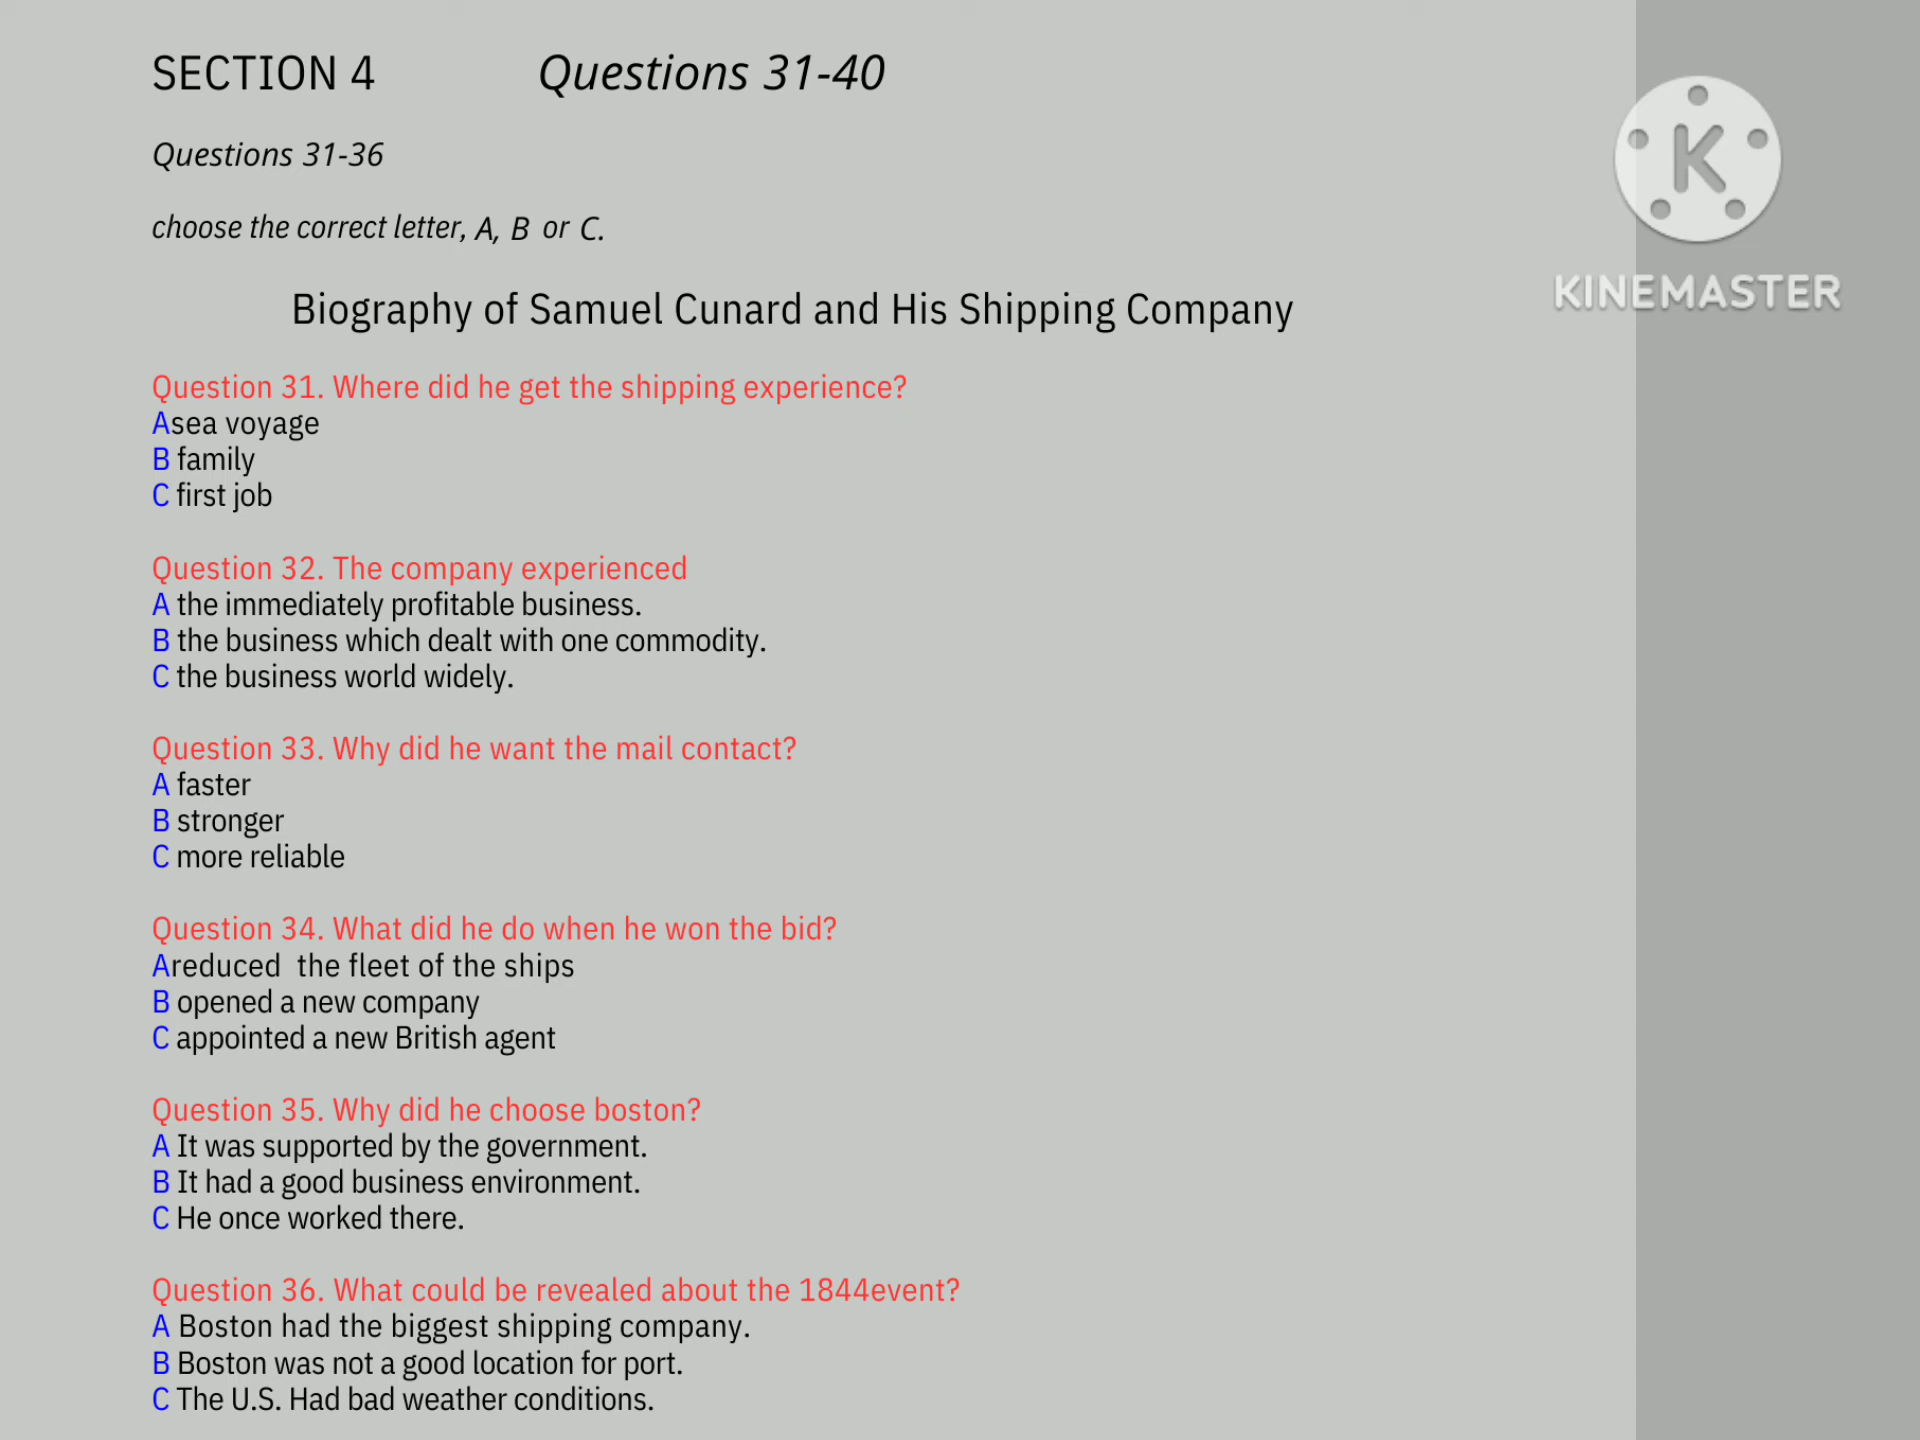 SECTION 4 Questions 31-40
Questions 31-36
choose the correct letter, A, B or C.
Biography of Samuel Cunard and His Shipping Company
Question 31. Where did he get the shipping experience?
Asea voyage
B family
C first job
Question 32. The company experienced
A the immediately profitable business.
B the business which dealt with one commodity.
C the business world widely.
Question 33. Why did he want the mail contact?
A faster
B stronger
C more reliable
Question 34. What did he do when he won the bid?
Areduced the fleet of the ships
B opened a new company
C appointed a new British agent
Question 35. Why did he choose boston?
A It was supported by the government.
B It had a good business environment.
C He once worked there.
Question 36. What could be revealed about the 1844event?
A Boston had the biggest shipping company.
B Boston was not a good location for port.
C The U.S. Had bad weather conditions.
K
KINEMASTER